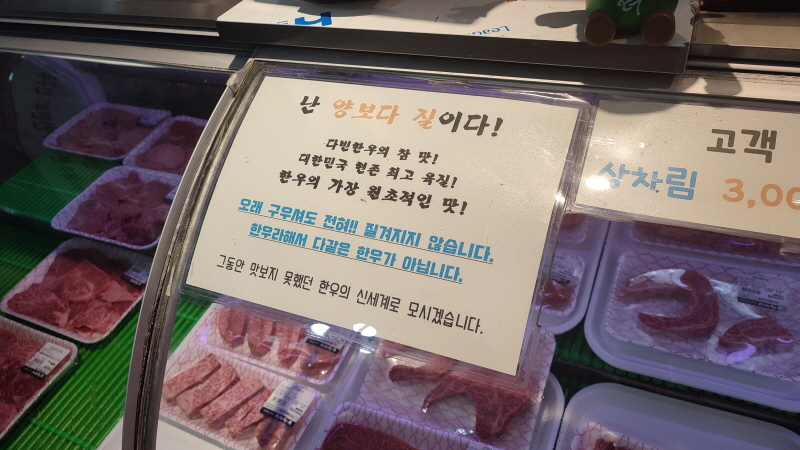 난 양보다 질이다!
다빈한우의 참 맛!
대한민국 현존 최고 육질!
한우의 가장 원초적인 맛!
오래 구우셔도 전혀!! 질겨지지 않습니다.
한우라해서 다같은 한우가 아닙니다.
그동안 맛보지 못했던 한우의 신세계로 모시겠습니다.
고객
상차림 3,00